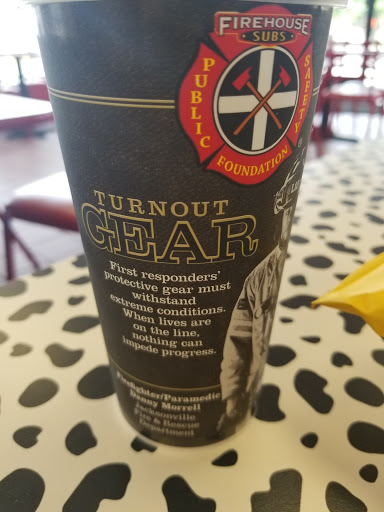 FIREHOUSE
SUBS
PUBLIC
SAFETY
FOUNDATION
TURNOUT
GEAR
First responders'
protective gear must
withstand
extreme conditions.
When lives are
on the line,
nothing can
impede progress.
Firefighter/Paramedic
Denny Morrell
Jacksonville
Fire & Rescue
Department